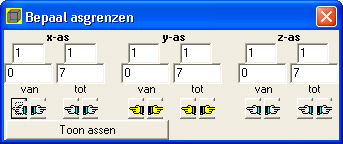 Bepaal asgrenzen
x-as y-as z-as
1 1 1 1 1 1
0 7 0 7 0 7
van tot van tot van tot
Toon assen